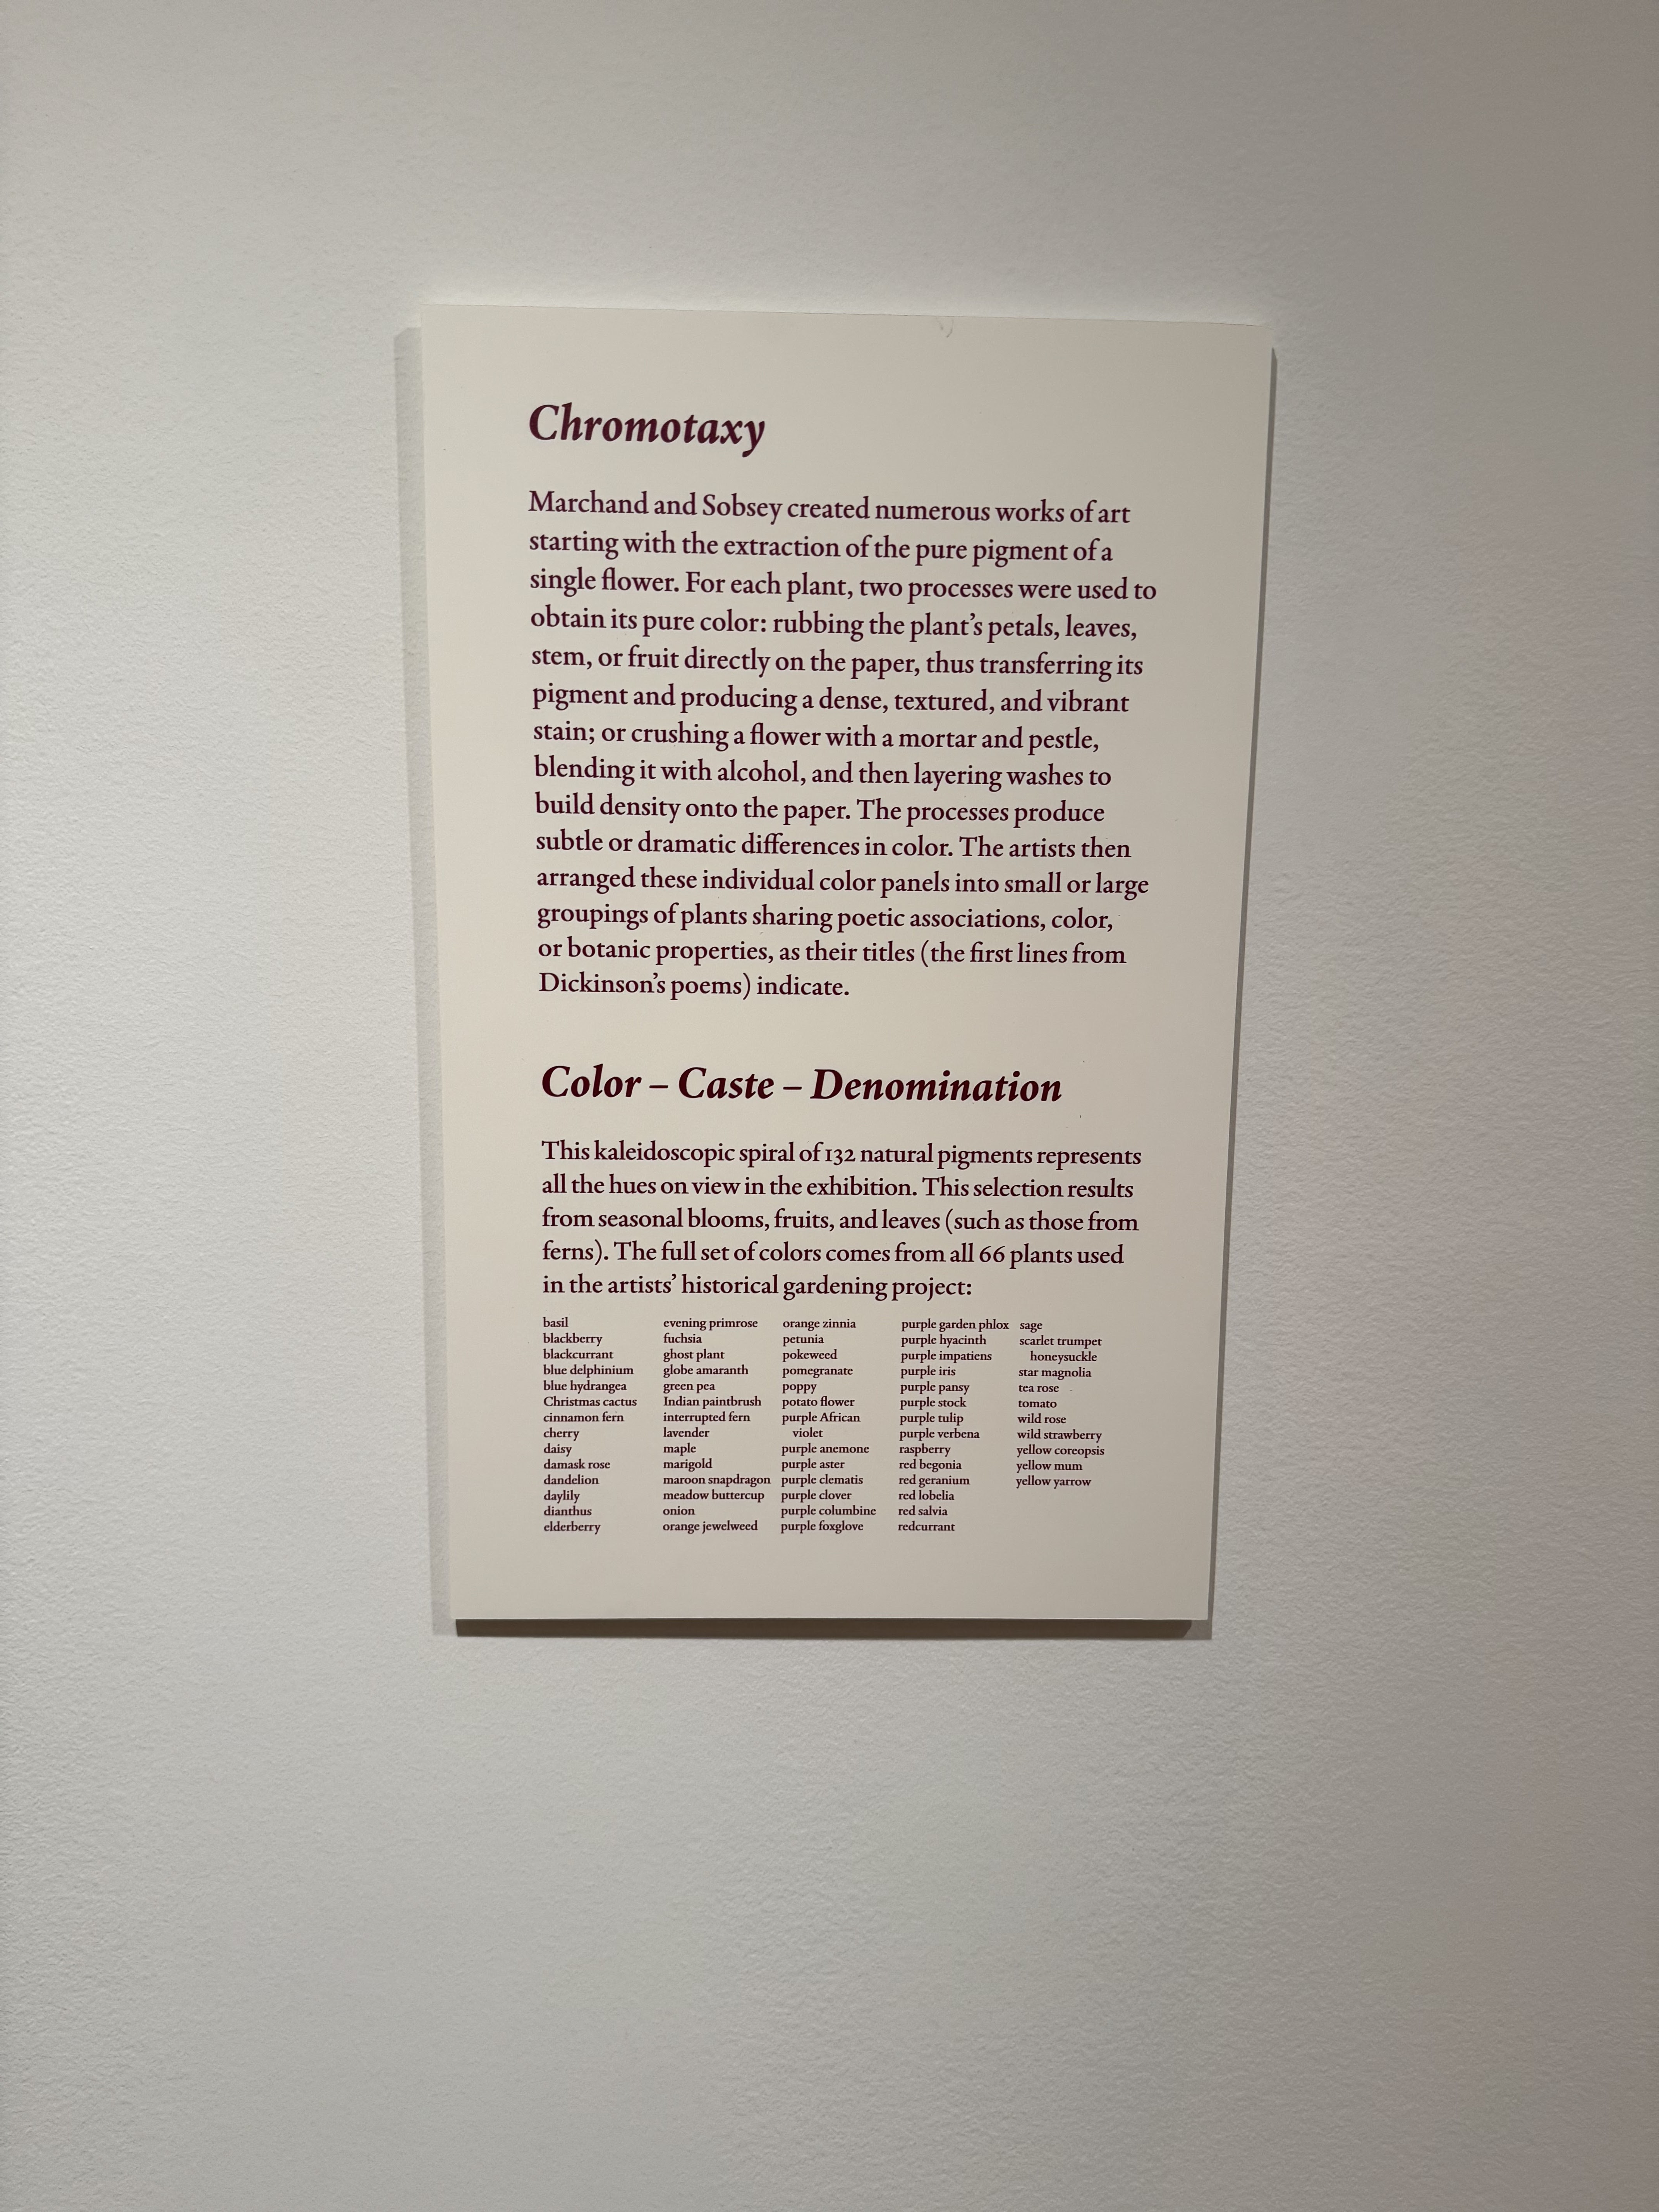 Chromotaxy
Marchand and Sobsey created numerous works of art
starting with the extraction of the pure pigment of a
single flower. For each plant, two processes were used to
obtain its pure color: rubbing the plant’s petals, leaves,
stem, or fruit directly on the paper, thus transferring its
pigment and producing a dense, textured, and vibrant
stain; or crushing a flower with a mortar and pestle,
blending it with alcohol, and then layering washes to
build density onto the paper. The processes produce
subtle or dramatic differences in color. The artists then
arranged these individual color panels into small or large
groupings of plants sharing poetic associations, color,
or botanic properties, as their titles (the first lines from
Dickinson’s poems) indicate.
Color – Caste – Denomination
This kaleidoscopic spiral of 132 natural pigments represents
all the hues on view in the exhibition. This selection results
from seasonal blooms, fruits, and leaves (such as those from
ferns). The full set of colors comes from all 66 plants used
in the artists’ historical gardening project:
basil
blackberry
blackcurrant
blue delphinium
blue hydrangea
Christmas cactus
cinnamon fern
cherry
daisy
damask rose
dandelion
daylily
dianthus
elderberry
evening primrose
fuchsia
ghost plant
globe amaranth
green pea
Indian paintbrush
interrupted fern
lavender
maple
marigold
maroon snapdragon
meadow buttercup
onion
orange jewelweed
orange zinnia
petunia
pokeweed
pomegranate
poppy
potato flower
purple African
violet
purple anemone
purple aster
purple clematis
purple clover
purple columbine
purple foxglove
purple garden phlox
purple hyacinth
purple impatiens
purple iris
purple pansy
purple stock
purple tulip
purple verbena
raspberry
red begonia
red geranium
red lobelia
red salvia
redcurrant
sage
scarlet trumpet
honeysuckle
star magnolia
tea rose
tomato
wild rose
wild strawberry
yellow coreopsis
yellow mum
yellow yarrow